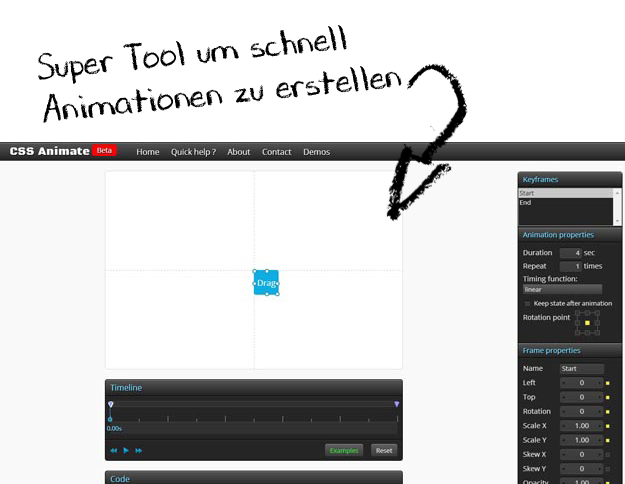 Super Tool um schnell
Animationen zu erstellen
CSS Animate Beta Home Quick help ? About Contact Demos
Keyframes
Start
End
Drag
Animation properties
Duration 4 sec
Repeat 1 times
Timing function:
linear
Keep state after animation
Rotation point
Frame properties
Name Start
Left 0
Top 0
Rotation 0
Scale X 1.00
Scale Y 1.00
Skew X 0
Skew Y 0
Opacity 1.00
Timeline
0.00s
Examples Reset
Code